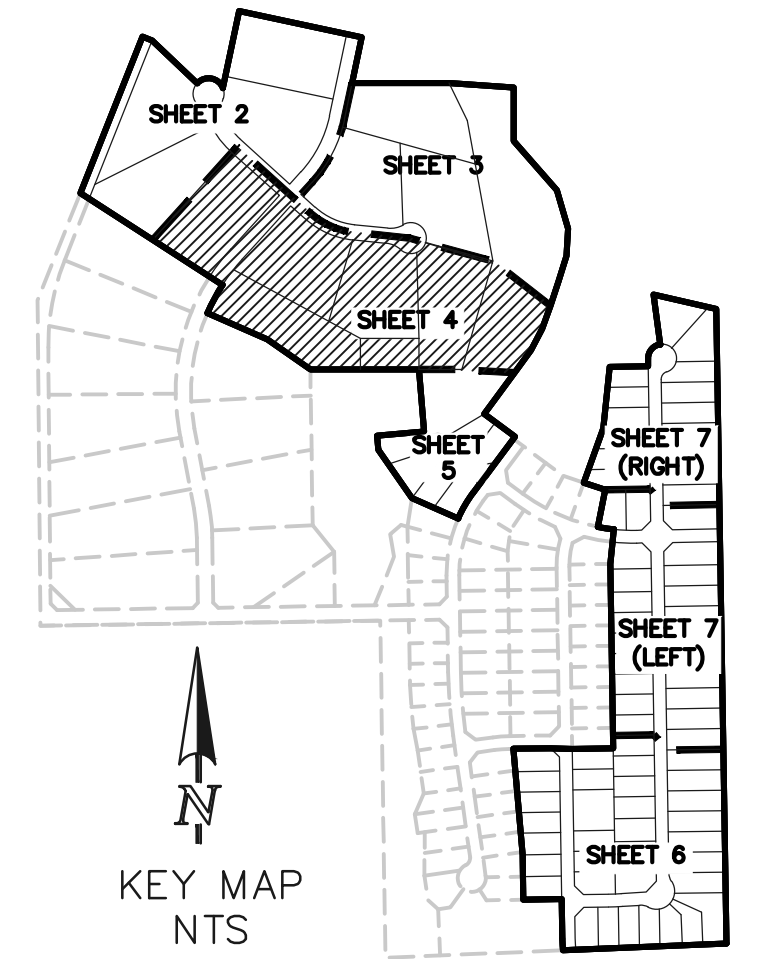 SHEET 2
SHEET 3
SHEET 4
SHEET
5
SHEET 7
(RIGHT)
SHEET 7
(LEFT)
SHEET 6
N
KEY MAP
NTS